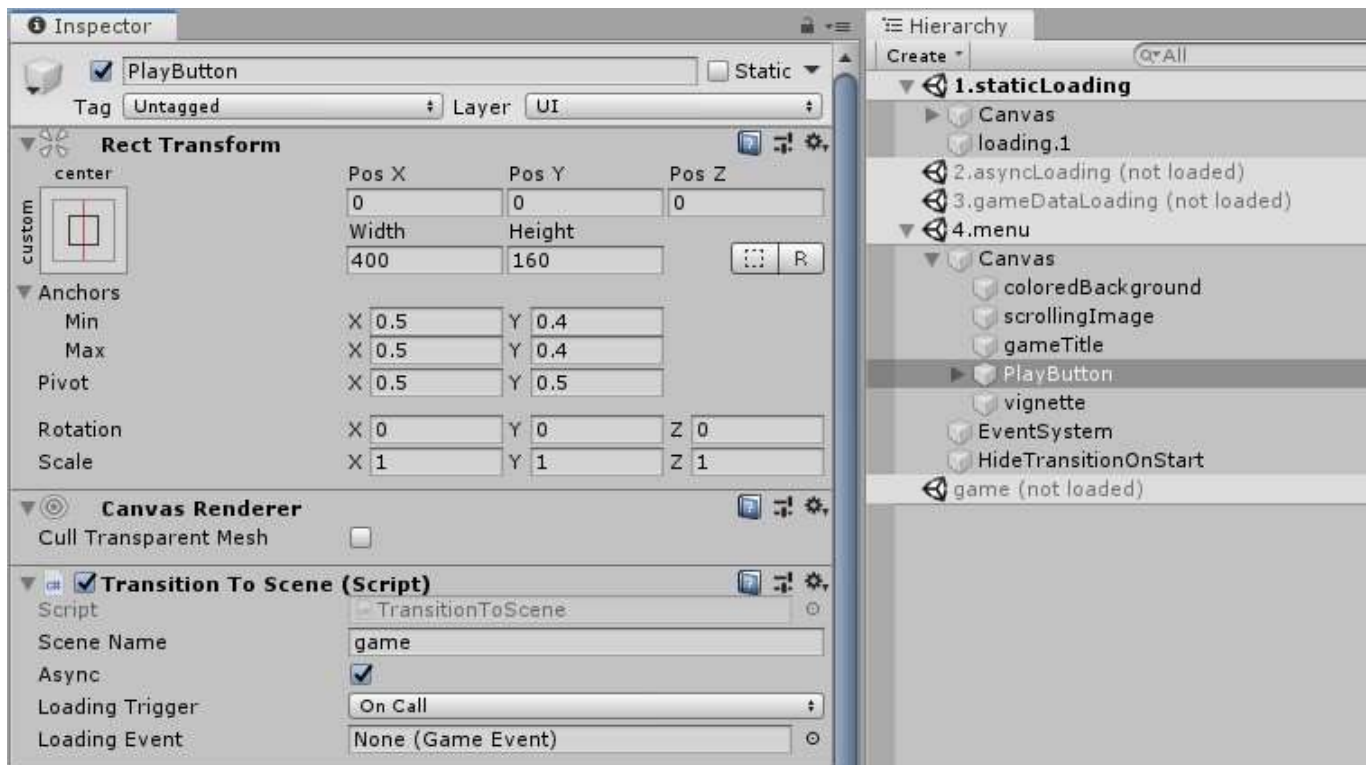 Inspector
PlayButton
Static
Tag Untagged Layer UI
Rect Transform
center
custom
Pos X Pos Y Pos Z
0 0 0
Width Height
400 160
R
Anchors
Min X 0.5 Y 0.4
Max X 0.5 Y 0.4
Pivot X 0.5 Y 0.5
Rotation X 0 Y 0 Z 0
Scale X 1 Y 1 Z 1
Canvas Renderer
Cull Transparent Mesh
Transition To Scene (Script)
Script TransitionToScene
Scene Name game
Async
Loading Trigger On Call
Loading Event None (Game Event)
Hierarchy
Create All
1.staticLoading
Canvas
loading.1
2.asyncLoading (not loaded)
3.gameDataLoading (not loaded)
4.menu
Canvas
coloredBackground
scrollingImage
gameTitle
PlayButton
vignette
EventSystem
HideTransitionOnStart
game (not loaded)